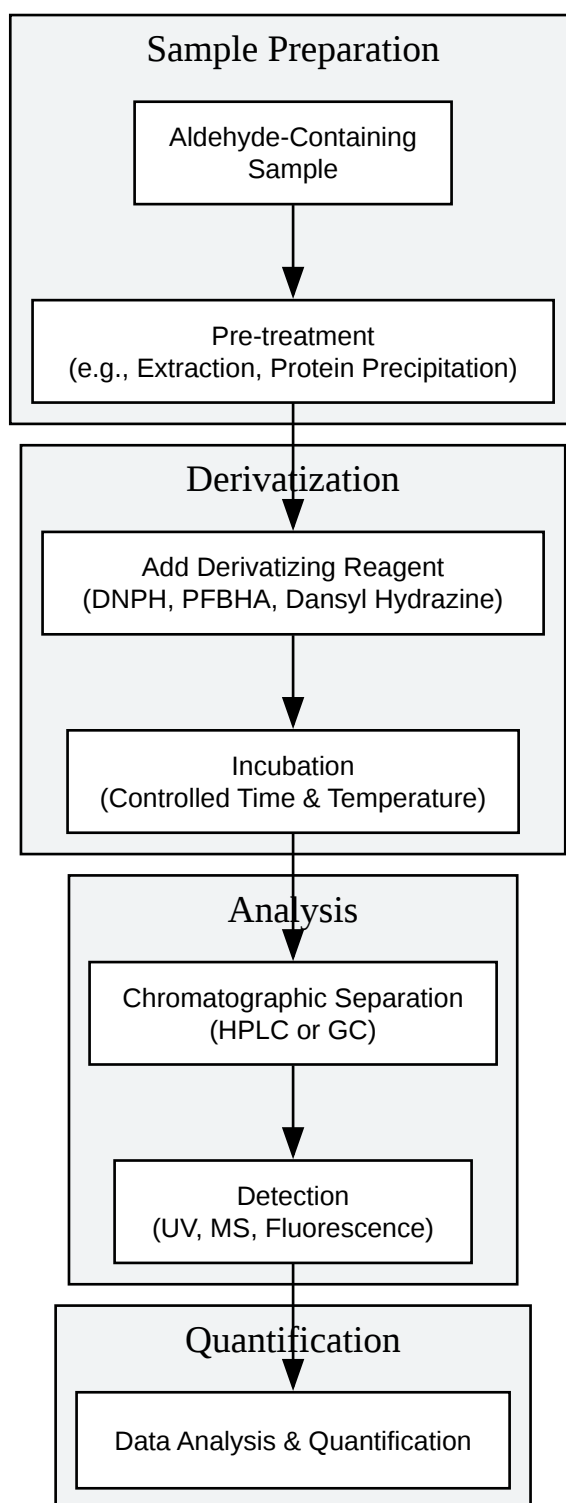 Sample Preparation
Aldehyde-Containing
Sample
Pre-treatment
(e.g., Extraction, Protein Precipitation)
Derivatization
Add Derivatizing Reagent
(DNPH, PFBHA, Dansyl Hydrazine)
Incubation
(Controlled Time & Temperature)
Analysis
Chromatographic Separation
(HPLC or GC)
Detection
(UV, MS, Fluorescence)
Quantification
Data Analysis & Quantification